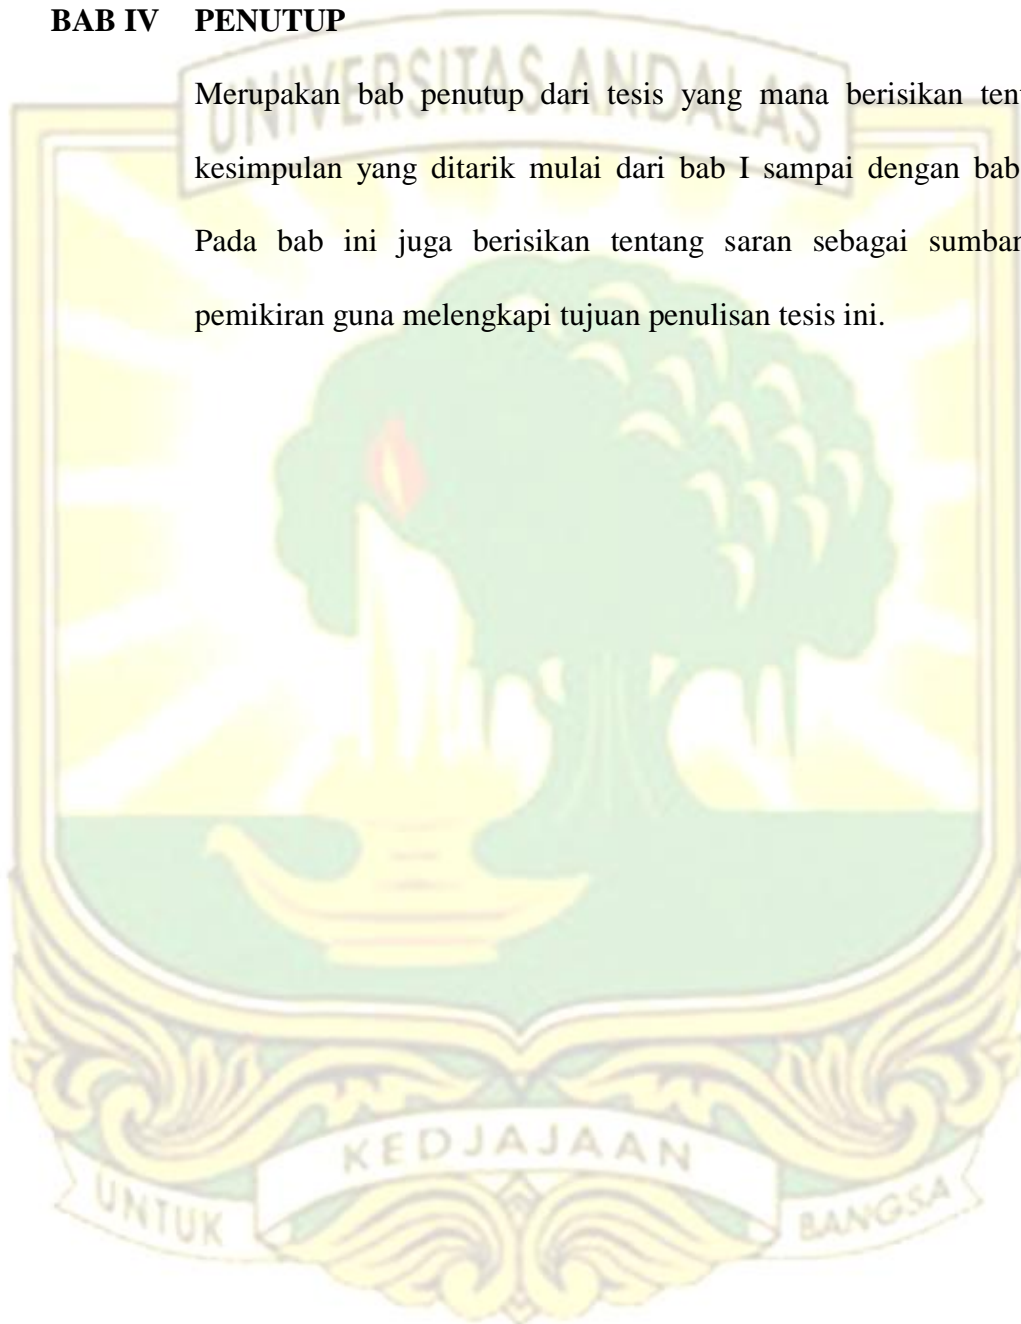 BAB IV PENUTUP
UNIVERSITAS ANDALAS
Merupakan bab penutup dari tesis yang mana berisikan ten
kesimpulan yang ditarik mulai dari bab I sampai dengan bab
Pada bab ini juga berisikan tentang saran sebagai sumban
pemikiran guna melengkapi tujuan penulisan tesis ini.
KEDJAJAAN
UNTUK
BANGSA